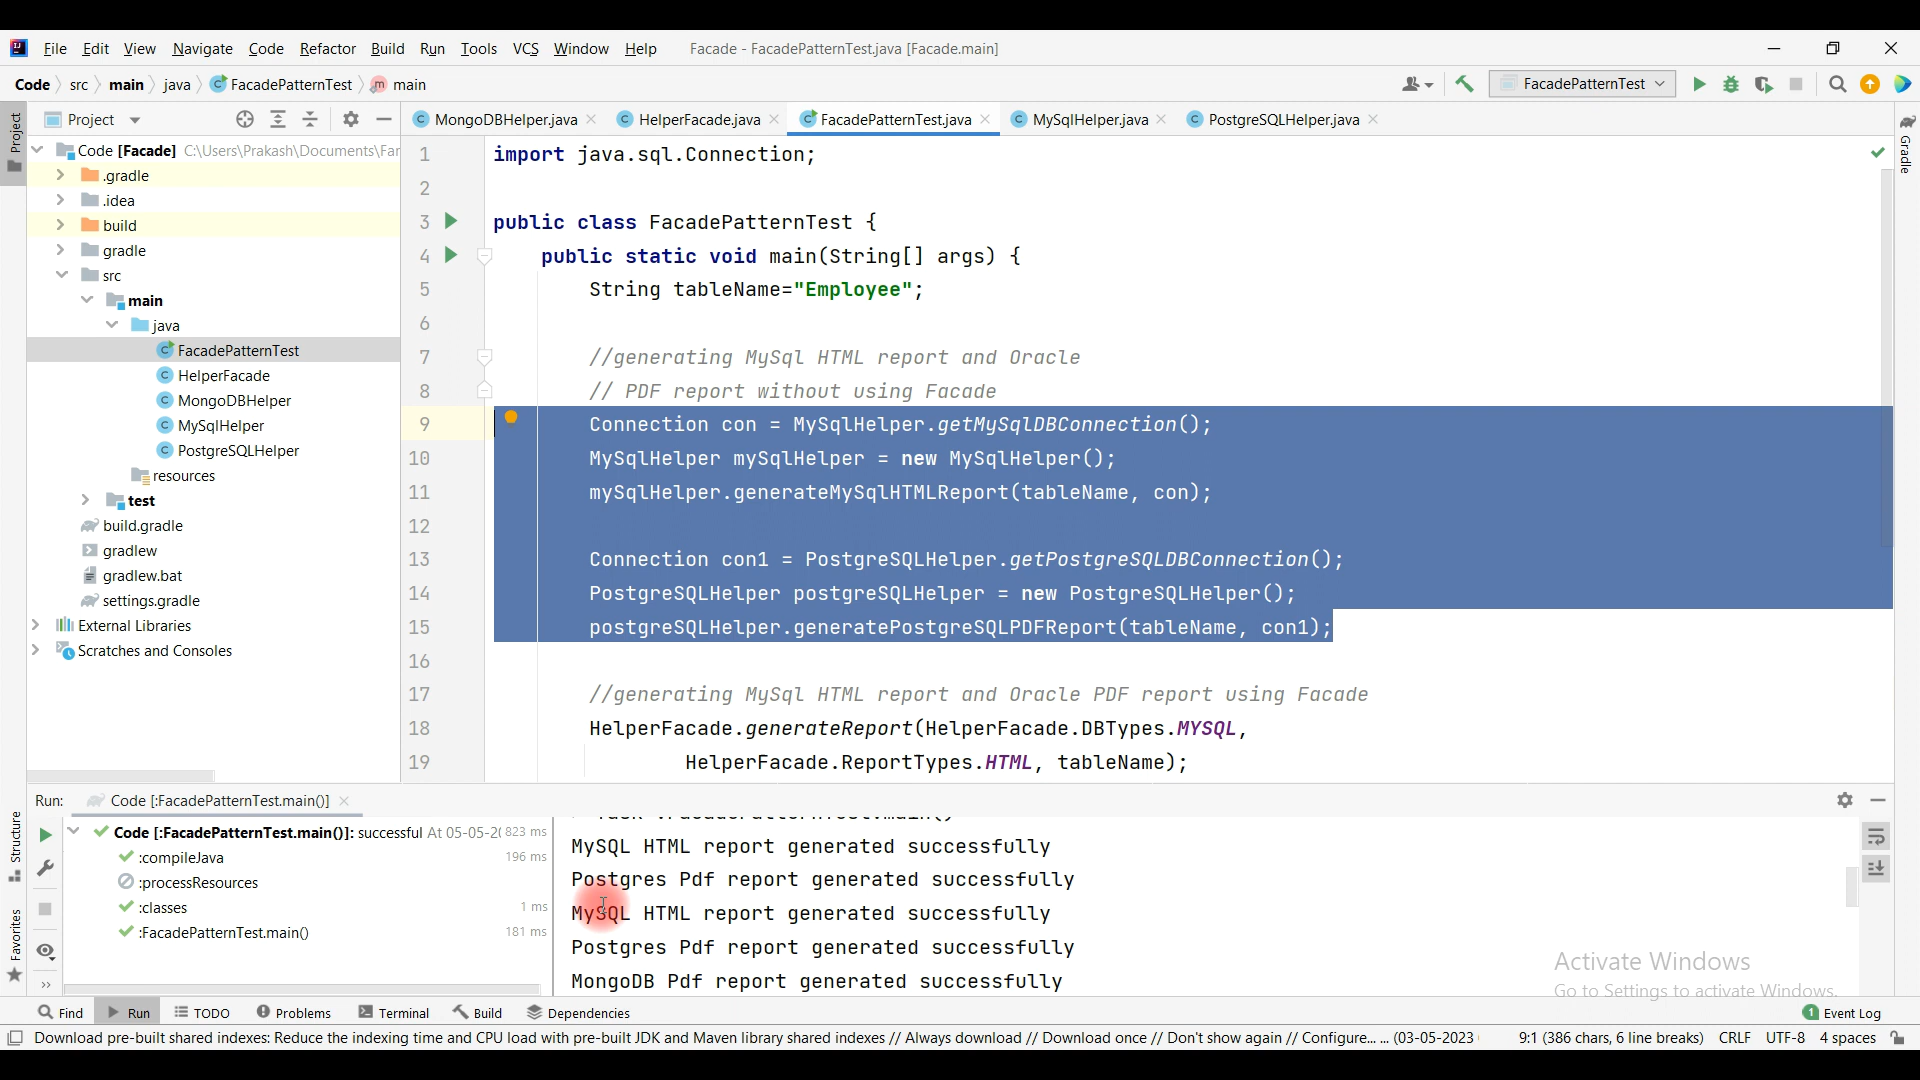 File Edit View Navigate Code Refactor Build Run Tools VCS Window Help Facade - FacadePatternTest.java [Facade.main]
Code src main java FacadePatternTest m main FacadePatternTest
Project
MongoDBHelper.java HelperFacade.java FacadePatternTest.java MySqlHelper.java PostgreSQLHelper.java
Project
Gradle
Code [Facade] C:\Users\Prakash\Documents\Far
.gradle
.idea
build
gradle
src
main
java
FacadePatternTest
HelperFacade
MongoDBHelper
MySqlHelper
PostgreSQLHelper
resources
test
build.gradle
gradlew
gradlew.bat
settings.gradle
External Libraries
Scratches and Consoles
1 import java.sql.Connection;
2
3 public class FacadePatternTest {
4 public static void main(String[] args) {
5 String tableName="Employee";
6
7 //generating MySql HTML report and Oracle
8 // PDF report without using Facade
9 Connection con = MySqlHelper.getMySqlDBConnection();
10 MySqlHelper mySqlHelper = new MySqlHelper();
11 mySqlHelper.generateMySqlHTMLReport(tableName, con);
12
13 Connection con1 = PostgreSQLHelper.getPostgreSQLDBConnection();
14 PostgreSQLHelper postgreSQLHelper = new PostgreSQLHelper();
15 postgreSQLHelper.generatePostgreSQLPDFReport(tableName, con1);
16
17 //generating MySql HTML report and Oracle PDF report using Facade
18 HelperFacade.generateReport(HelperFacade.DBTypes.MYSQL,
19 HelperFacade.ReportTypes.HTML, tableName);
Run: Code [:FacadePatternTest.main()]
Structure
Favorites
Code [:FacadePatternTest.main()]: successful At 05-05-2( 823 ms
:compileJava 196 ms
:processResources
:classes 1 ms
:FacadePatternTest.main() 181 ms
MySQL HTML report generated successfully
Postgres Pdf report generated successfully
MySQL HTML report generated successfully
Postgres Pdf report generated successfully
MongoDB Pdf report generated successfully
Activate Windows
Go to Settings to activate Windows.
Find Run TODO Problems Terminal Build Dependencies 1 Event Log
Download pre-built shared indexes: Reduce the indexing time and CPU load with pre-built JDK and Maven library shared indexes // Always download // Download once // Don't show again // Configure... ... (03-05-2023 9:1 (386 chars, 6 line breaks) CRLF UTF-8 4 spaces